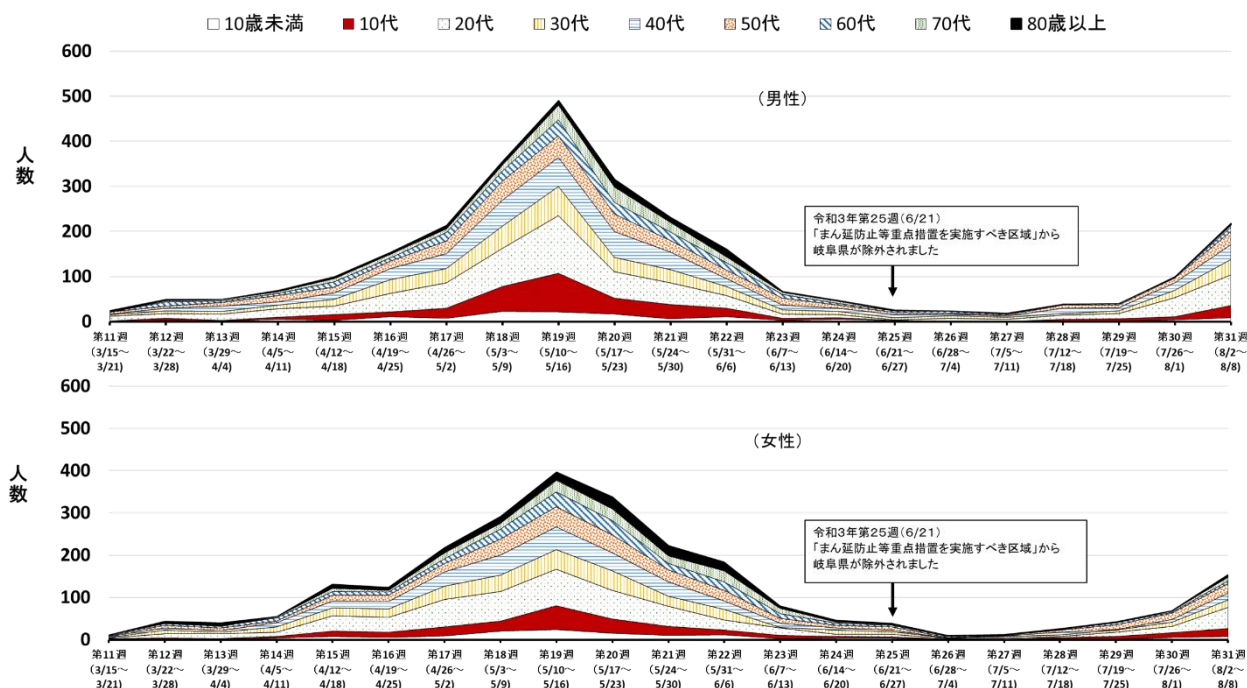 10歳未満 10代 20代 30代 40代 50代 60代 70代 80歳以上
600
500
400
300
200
100
0
人数
(男性)
令和3年第25週(6/21)
「まん延防止等重点措置を実施すべき区域」から
岐阜県が除外されました
第11週 第12週 第13週 第14週 第15週 第16週 第17週 第18週 第19週 第20週 第21週 第22週 第23週 第24週 第25週 第26週 第27週 第28週 第29週 第30週 第31週
(3/15～ (3/22～ (3/29～ (4/5～ (4/12～ (4/19～ (4/26～ (5/3～ (5/10～ (5/17～ (5/24～ (5/31～ (6/7～ (6/14～ (6/21～ (6/28～ (7/5～ (7/12～ (7/19～ (7/26～ (8/2～
3/21) 3/28) 4/4) 4/11) 4/18) 4/25) 5/2) 5/9) 5/16) 5/23) 5/30) 6/6) 6/13) 6/20) 6/27) 7/4) 7/11) 7/18) 7/25) 8/1) 8/8)
600
500
400
300
200
100
0
人数
(女性)
令和3年第25週(6/21)
「まん延防止等重点措置を実施すべき区域」から
岐阜県が除外されました
第11週 第12週 第13週 第14週 第15週 第16週 第17週 第18週 第19週 第20週 第21週 第22週 第23週 第24週 第25週 第26週 第27週 第28週 第29週 第30週 第31週
(3/15～ (3/22～ (3/29～ (4/5～ (4/12～ (4/19～ (4/26～ (5/3～ (5/10～ (5/17～ (5/24～ (5/31～ (6/7～ (6/14～ (6/21～ (6/28～ (7/5～ (7/12～ (7/19～ (7/26～ (8/2～
3/21) 3/28) 4/4) 4/11) 4/18) 4/25) 5/2) 5/9) 5/16) 5/23) 5/30) 6/6) 6/13) 6/20) 6/27) 7/4) 7/11) 7/18) 7/25) 8/1) 8/8)